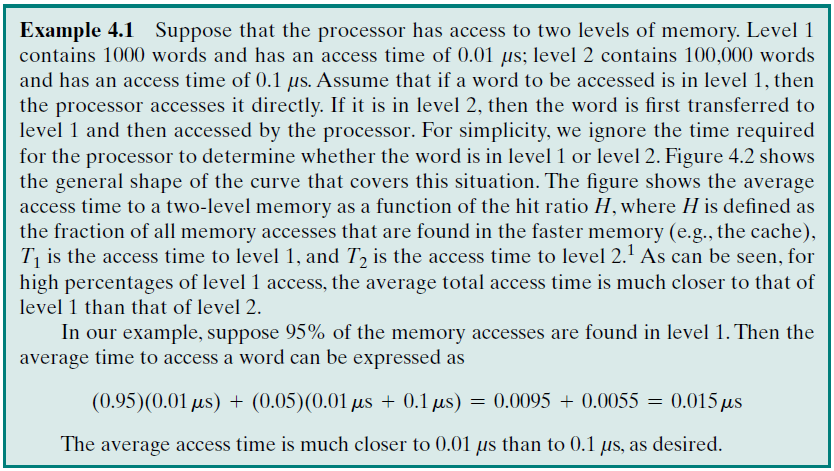 Example 4.1 Suppose that the processor has access to two levels of memory. Level 1
contains 1000 words and has an access time of 0.01 μs; level 2 contains 100,000 words
and has an access time of 0.1 μs. Assume that if a word to be accessed is in level 1, then
the processor accesses it directly. If it is in level 2, then the word is first transferred to
level 1 and then accessed by the processor. For simplicity, we ignore the time required
for the processor to determine whether the word is in level 1 or level 2. Figure 4.2 shows
the general shape of the curve that covers this situation. The figure shows the average
access time to a two-level memory as a function of the hit ratio H, where H is defined as
the fraction of all memory accesses that are found in the faster memory (e.g., the cache),
T₁ is the access time to level 1, and T₂ is the access time to level 2.¹ As can be seen, for
high percentages of level 1 access, the average total access time is much closer to that of
level 1 than that of level 2.
In our example, suppose 95% of the memory accesses are found in level 1. Then the
average time to access a word can be expressed as
(0.95)(0.01 μs) + (0.05)(0.01 μs + 0.1 μs) = 0.0095 + 0.0055 = 0.015 μs
The average access time is much closer to 0.01 μs than to 0.1 μs, as desired.